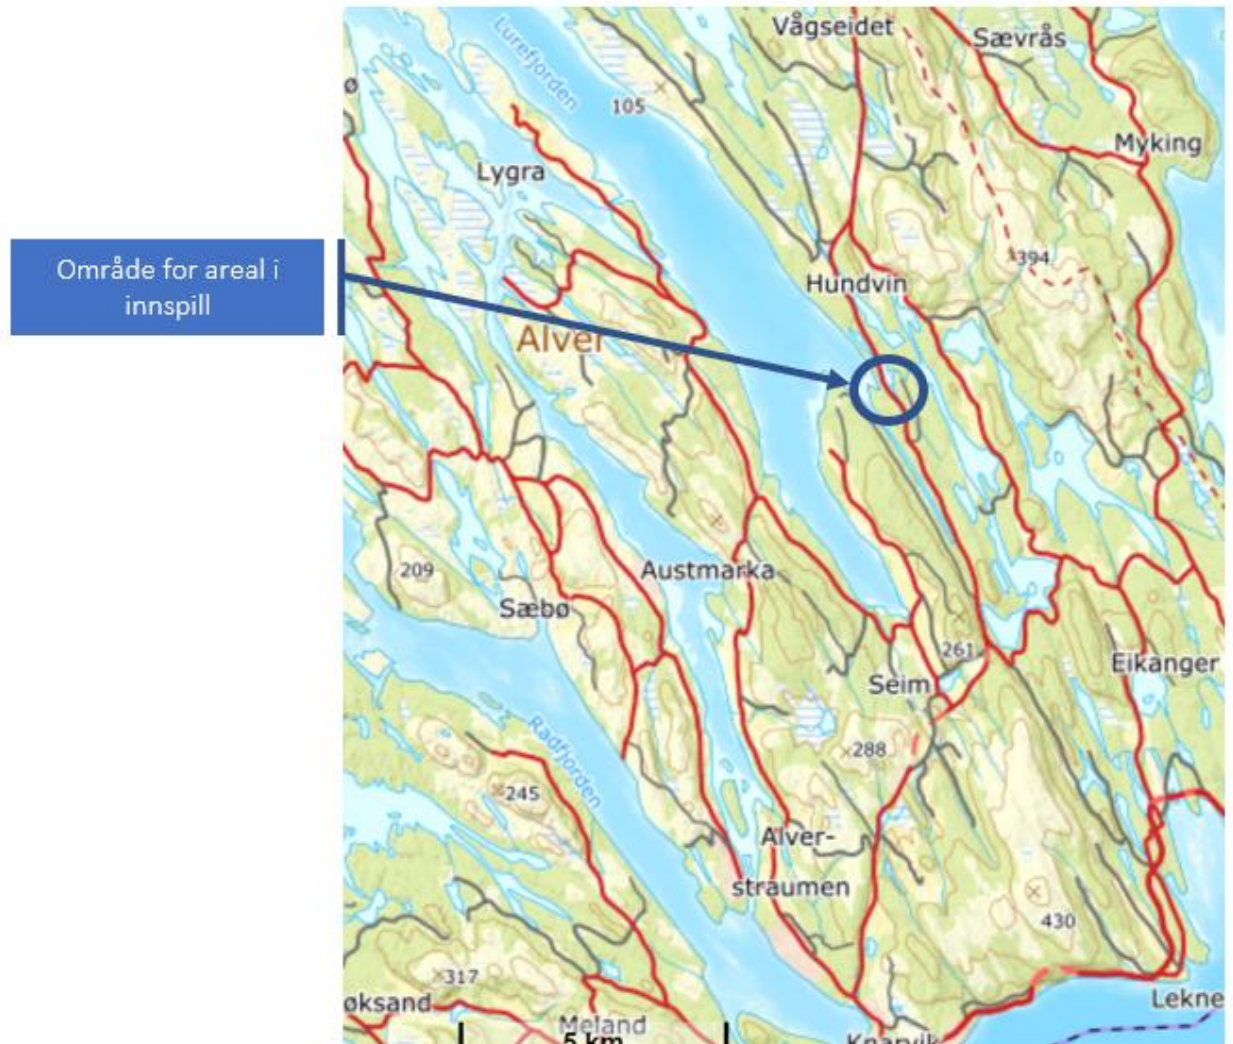 Område for areal i
innspill
Vågseidet
Sævrås
Lurefjorden
ø
105
Myking
Lygra
394
Hundvin
Alver
209
Austmarka
Sæbø
261
Eikanger
Seim
288
Radfjorden
245
Alver-
straumen
430
317
øksand
Lekne
Meland
5 km
Knarvik